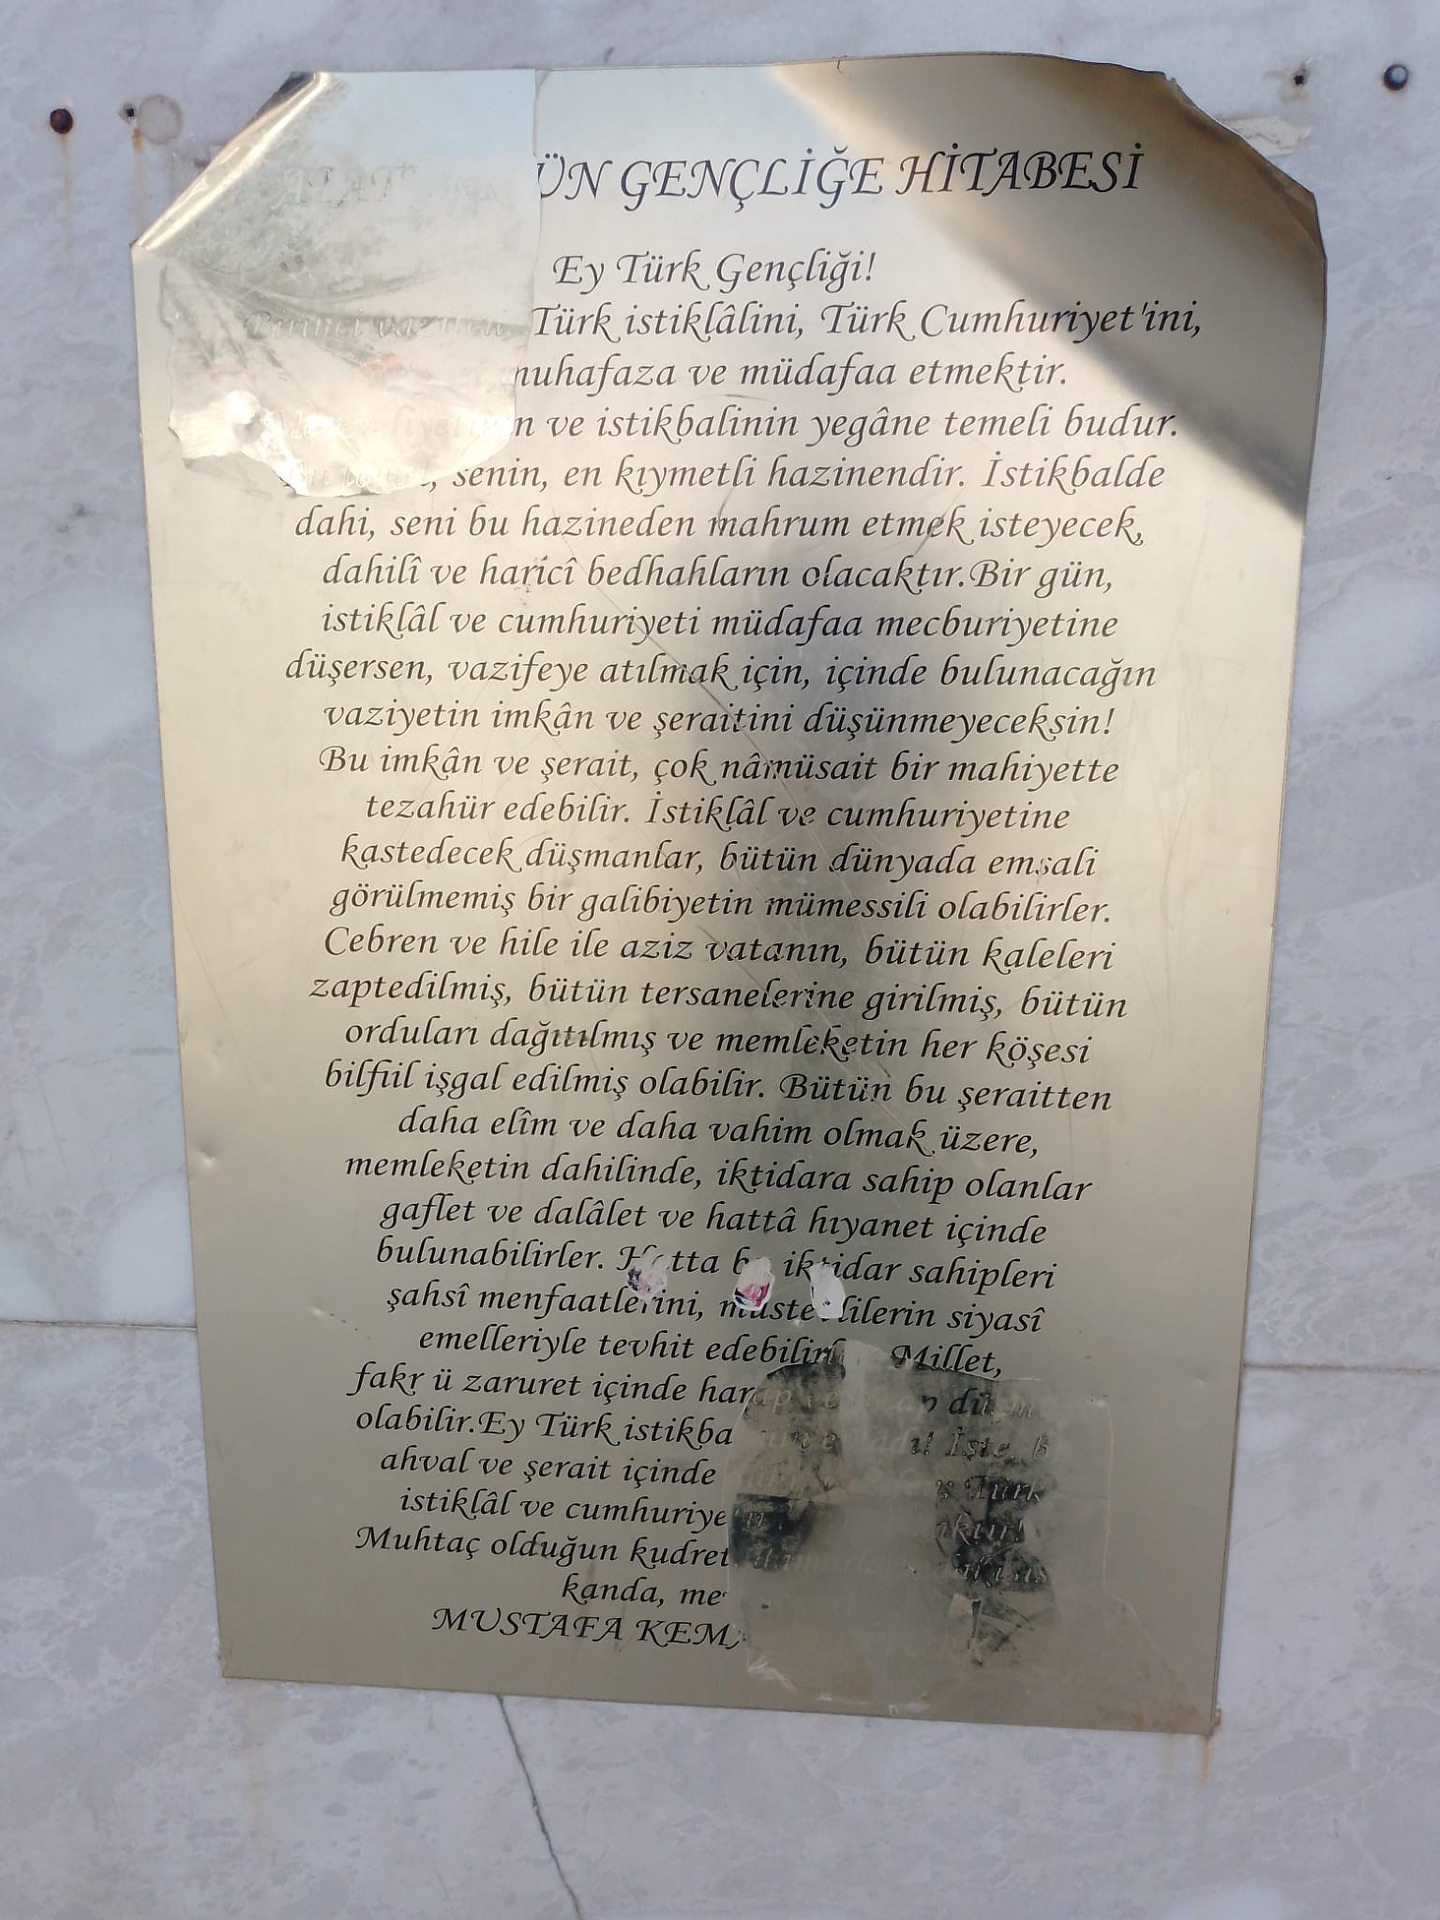 ÜN GENÇLİĞE HİTABESİ
Ey Türk Gençliği!
Türk istiklâlini, Türk Cumhuriyet'ini,
muhafaza ve müdafaa etmektir.
ve istikbalinin yegâne temeli budur.
senin, en kıymetli hazinendir. İstikbalde
dahi, seni bu hazineden mahrum etmek isteyecek,
dahilî ve haricî bedhahların olacaktır.Bir gün,
istiklâl ve cumhuriyeti müdafaa mecburiyetine
düşersen, vazifeye atılmak için, içinde bulunacağın
vaziyetin imkân ve şeraitini düşünmeyeceksin!
Bu imkân ve şerait, çok nâmüsait bir mahiyette
tezahür edebilir. İstiklâl ve cumhuriyetine
kastedecek düşmanlar, bütün dünyada emsali
görülmemiş bir galibiyetin mümessili olabilirler.
Cebren ve hile ile aziz vatanın, bütün kaleleri
zaptedilmiş, bütün tersanelerine girilmiş, bütün
orduları dağıtılmış ve memleketin her köşesi
bilfiil işgal edilmiş olabilir. Bütün bu şeraitten
daha elîm ve daha vahim olmak üzere,
memleketin dahilinde, iktidara sahip olanlar
gaflet ve dalâlet ve hattâ hıyanet içinde
bulunabilirler. Hatta bu iktidar sahipleri
şahsî menfaatlerini, müstevlilerin siyasî
emelleriyle tevhit edebilirler. Millet,
fakr ü zaruret içinde harap
olabilir.Ey Türk istikba
ahval ve şerait içinde
istiklâl ve cumhuriye
Muhtaç olduğun kudret
kanda, me
MUSTAFA KEM